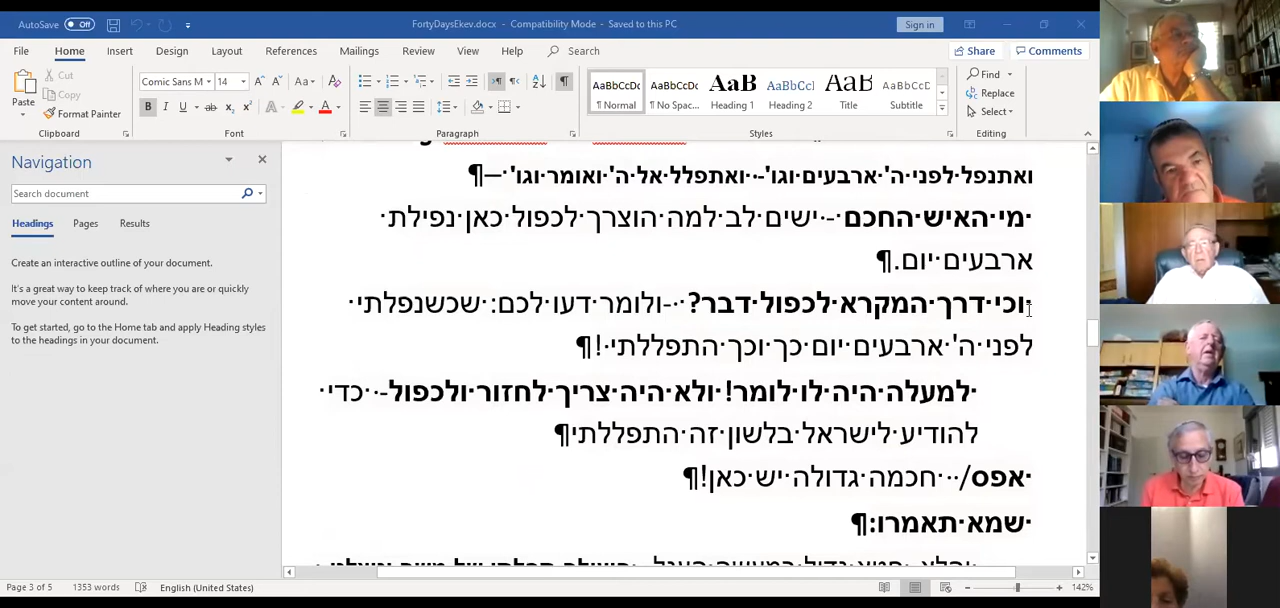 AutoSave Off
FortyDaysEkev.docx - Compatibility Mode - Saved to this PC
Sign in
File Home Insert Design Layout References Mailings Review View Help Search
Share Comments
Paste
Cut
Copy
Format Painter
Clipboard
Comic Sans M 14
Font
Paragraph
AaBbCcDc AaBbCcDc AaB AaBbCcl AaB AaBbCcD
¶ Normal ¶ No Spac... Heading 1 Heading 2 Title Subtitle
Styles
Find
Replace
Select
Editing
Navigation
Search document
Headings Pages Results
Create an interactive outline of your document.
It's a great way to keep track of where you are or quickly
move your content around.
To get started, go to the Home tab and apply Heading styles
to the headings in your document.
ואתנפל לפני ה' ארבעים וגו'- ואתפלל אל ה' ואומר וגו' –¶
מי האיש החכם - ישים לב למה הוצרך לכפול כאן נפילת
ארבעים יום.¶
וכי דרך המקרא לכפול דבר? - ולומר דעו לכם: שכשנפלתי
לפני ה' ארבעים יום כך וכך התפללתי !¶
למעלה היה לו לומר! ולא היה צריך לחזור ולכפול- כדי
להודיע לישראל בלשון זה התפללתי¶
אפס/ חכמה גדולה יש כאן!¶
שמא תאמרו:¶
Page 3 of 5 1353 words English (United States) 142%